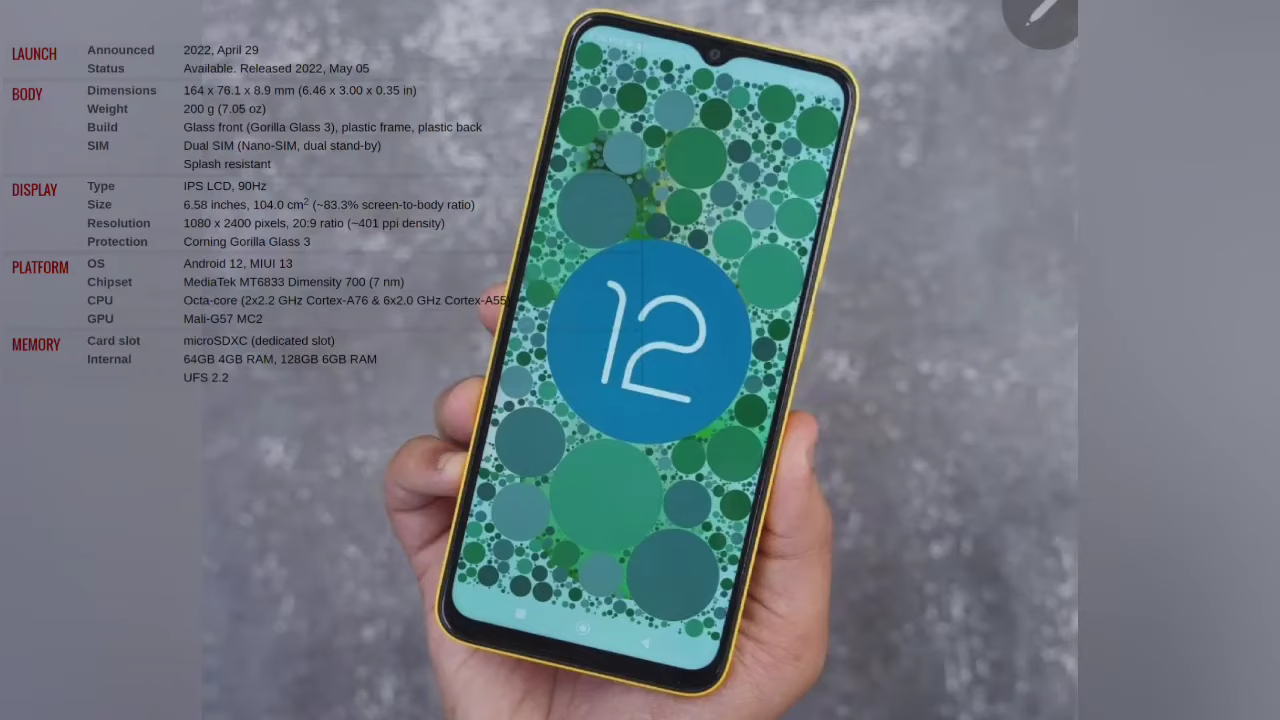 LAUNCH Announced 2022, April 29
Status Available. Released 2022, May 05
BODY Dimensions 164 x 76.1 x 8.9 mm (6.46 x 3.00 x 0.35 in)
Weight 200 g (7.05 oz)
Build Glass front (Gorilla Glass 3), plastic frame, plastic back
SIM Dual SIM (Nano-SIM, dual stand-by)
Splash resistant
DISPLAY Type IPS LCD, 90Hz
Size 6.58 inches, 104.0 cm² (~83.3% screen-to-body ratio)
Resolution 1080 x 2400 pixels, 20:9 ratio (~401 ppi density)
Protection Corning Gorilla Glass 3
PLATFORM OS Android 12, MIUI 13
Chipset MediaTek MT6833 Dimensity 700 (7 nm)
CPU Octa-core (2x2.2 GHz Cortex-A76 & 6x2.0 GHz Cortex-A55)
GPU Mali-G57 MC2
MEMORY Card slot microSDXC (dedicated slot)
Internal 64GB 4GB RAM, 128GB 6GB RAM
UFS 2.2
12